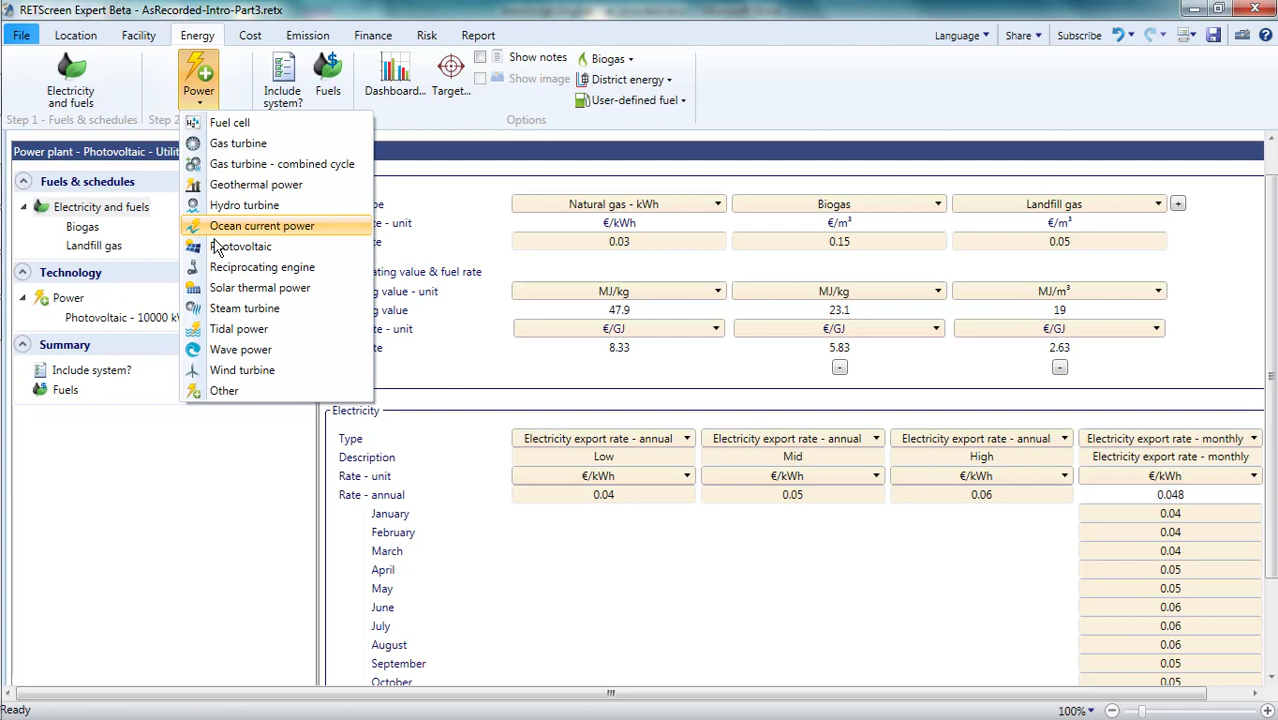 RETScreen Expert Beta - AsRecorded-Intro-Part3.retx
File Location Facility Energy Cost Emission Finance Risk Report Language Share Subscribe
Electricity and fuels
Step 1 - Fuels & schedules
Power
Step 2
Include system?
Fuels
Dashboard...
Target...
Show notes
Show image
Biogas
District energy
User-defined fuel
Options
Fuel cell
Gas turbine
Gas turbine - combined cycle
Geothermal power
Hydro turbine
Ocean current power
Photovoltaic
Reciprocating engine
Solar thermal power
Steam turbine
Tidal power
Wave power
Wind turbine
Other
Power plant - Photovoltaic - Utili
Fuels & schedules
Electricity and fuels
Biogas
Landfill gas
Technology
Power
Photovoltaic - 10000 k
Summary
Include system?
Fuels
Natural gas - kWh Biogas Landfill gas +
- unit €/kWh €/m³ €/m³
0.03 0.15 0.05
ating value & fuel rate
value - unit MJ/kg MJ/kg MJ/m³
value 47.9 23.1 19
- unit €/GJ €/GJ €/GJ
8.33 5.83 2.63
- -
Electricity
Type Electricity export rate - annual Electricity export rate - annual Electricity export rate - annual Electricity export rate - monthly
Description Low Mid High Electricity export rate - monthly
Rate - unit €/kWh €/kWh €/kWh €/kWh
Rate - annual 0.04 0.05 0.06 0.048
January 0.04
February 0.04
March 0.04
April 0.05
May 0.05
June 0.06
July 0.06
August 0.06
September 0.05
October 0.05
Ready 100%